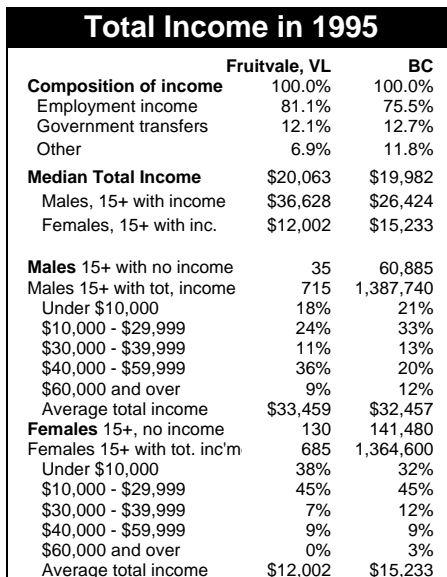 Total Income in 1995
Fruitvale, VL BC
Composition of income 100.0% 100.0%
Employment income 81.1% 75.5%
Government transfers 12.1% 12.7%
Other 6.9% 11.8%
Median Total Income $20,063 $19,982
Males, 15+ with income $36,628 $26,424
Females, 15+ with inc. $12,002 $15,233
Males 15+ with no income 35 60,885
Males 15+ with tot, income 715 1,387,740
Under $10,000 18% 21%
$10,000 - $29,999 24% 33%
$30,000 - $39,999 11% 13%
$40,000 - $59,999 36% 20%
$60,000 and over 9% 12%
Average total income $33,459 $32,457
Females 15+, no income 130 141,480
Females 15+ with tot. inc'm 685 1,364,600
Under $10,000 38% 32%
$10,000 - $29,999 45% 45%
$30,000 - $39,999 7% 12%
$40,000 - $59,999 9% 9%
$60,000 and over 0% 3%
Average total income $12,002 $15,233